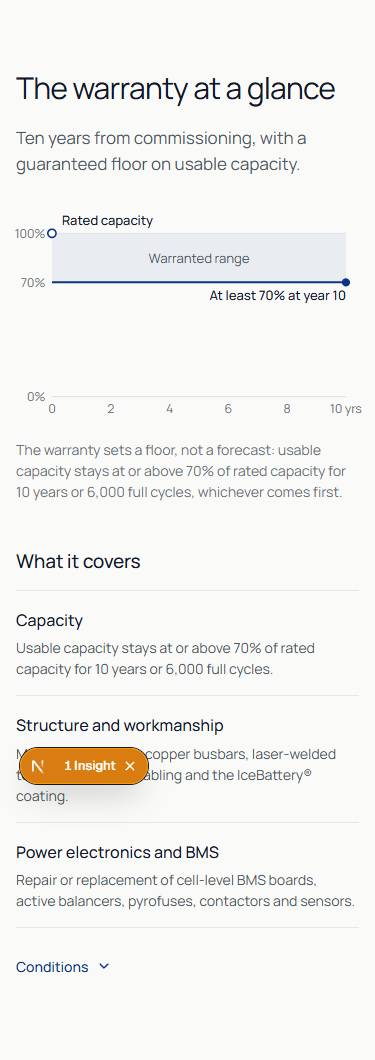 The warranty at a glance
Ten years from commissioning, with a
guaranteed floor on usable capacity.
Rated capacity
100%
Warranted range
70%
At least 70% at year 10
0%
0 2 4 6 8 10 yrs
The warranty sets a floor, not a forecast: usable
capacity stays at or above 70% of rated capacity for
10 years or 6,000 full cycles, whichever comes first.
What it covers
Capacity
Usable capacity stays at or above 70% of rated
capacity for 10 years or 6,000 full cycles.
Structure and workmanship
copper busbars, laser-welded
N 1 Insight ×
and the IceBattery®
coating.
Power electronics and BMS
Repair or replacement of cell-level BMS boards,
active balancers, pyrofuses, contactors and sensors.
Conditions